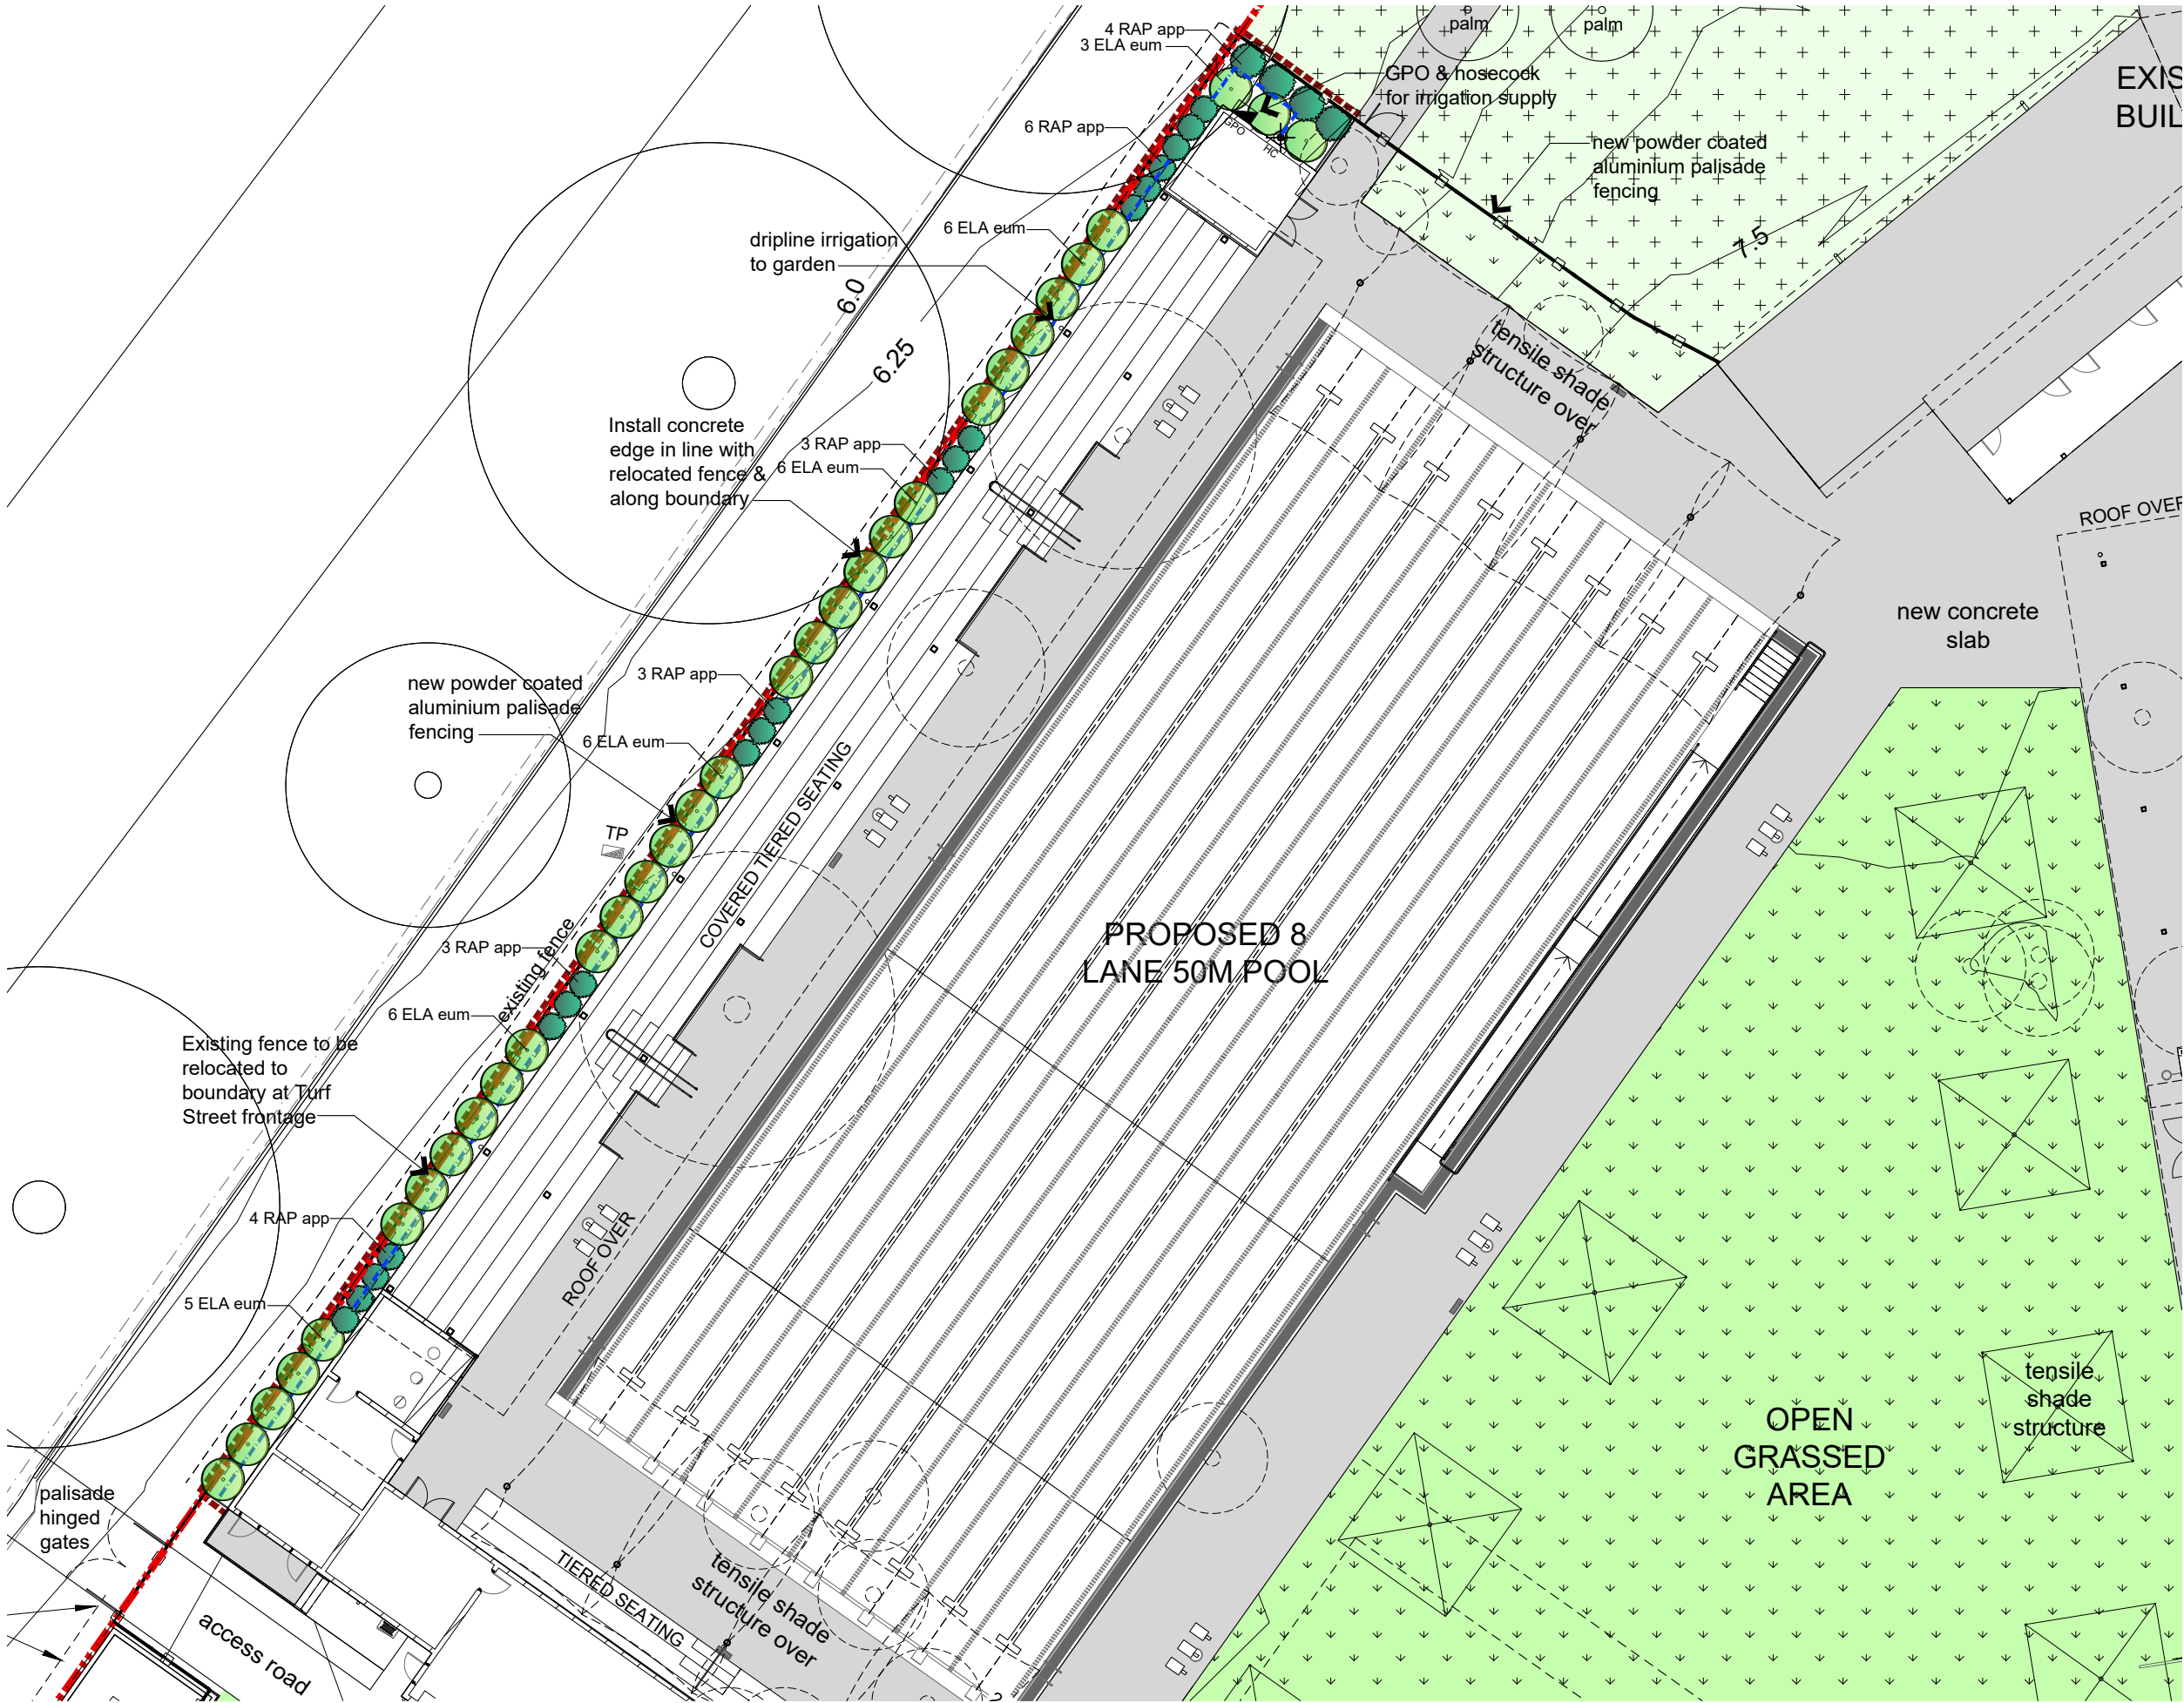 4 RAP app
3 ELA eum
palm
palm
EXIS
BUIL
GPO & hosecock
for irrigation supply
6 RAP app
GPO
HC
new powder coated
aluminium palisade
fencing
6 ELA eum
dripline irrigation
to garden
7.5
6.0
6.25
tensile shade
structure over
Install concrete
edge in line with
relocated fence &
along boundary
3 RAP app
6 ELA eum
ROOF OVER
new concrete
slab
3 RAP app
new powder coated
aluminium palisade
fencing
6 ELA eum
TP
COVERED TIERED SEATING
PROPOSED 8
LANE 50M POOL
3 RAP app
existing fence
6 ELA eum
Existing fence to be
relocated to
boundary at Turf
Street frontage
4 RAP app
ROOF OVER
5 ELA eum
tensile
shade
structure
OPEN
GRASSED
AREA
palisade
hinged
gates
TIERED SEATING
tensile shade
structure over
access road
2